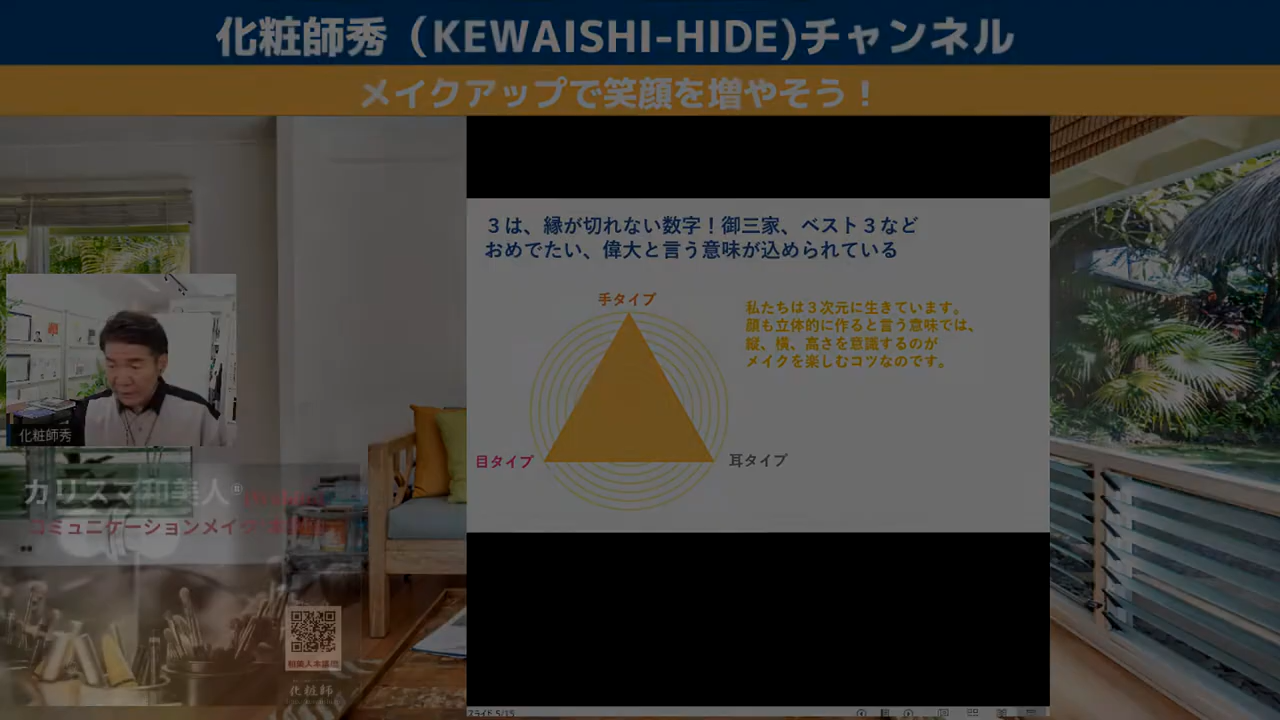 化粧師秀（KEWAISHI-HIDE)チャンネル
メイクアップで笑顔を増やそう！
３は、縁が切れない数字！御三家、ベスト３など
おめでたい、偉大と言う意味が込められている
手タイプ
私たちは３次元に生きています。
顔も立体的に作ると言う意味では、
縦、横、高さを意識するのが
メイクを楽しむコツなのです。
目タイプ
耳タイプ
化粧師秀
カリスマ和美人®
コミュニケーションメイク
和美人本講座
化粧師
スライド 5/15